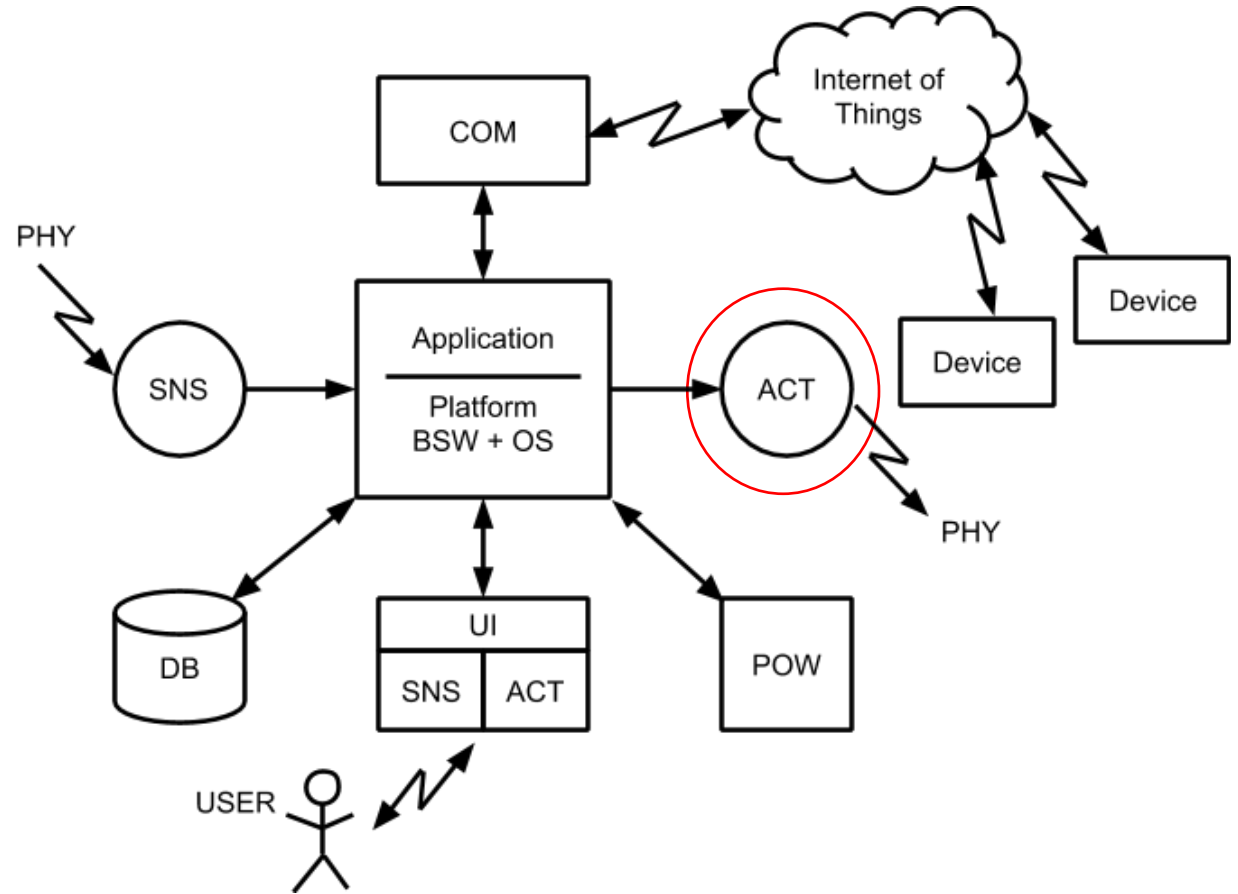 Internet of
Things
COM
PHY
Device
Application
Device
SNS
ACT
Platform
BSW + OS
PHY
UI
DB
SNS
ACT
POW
USER